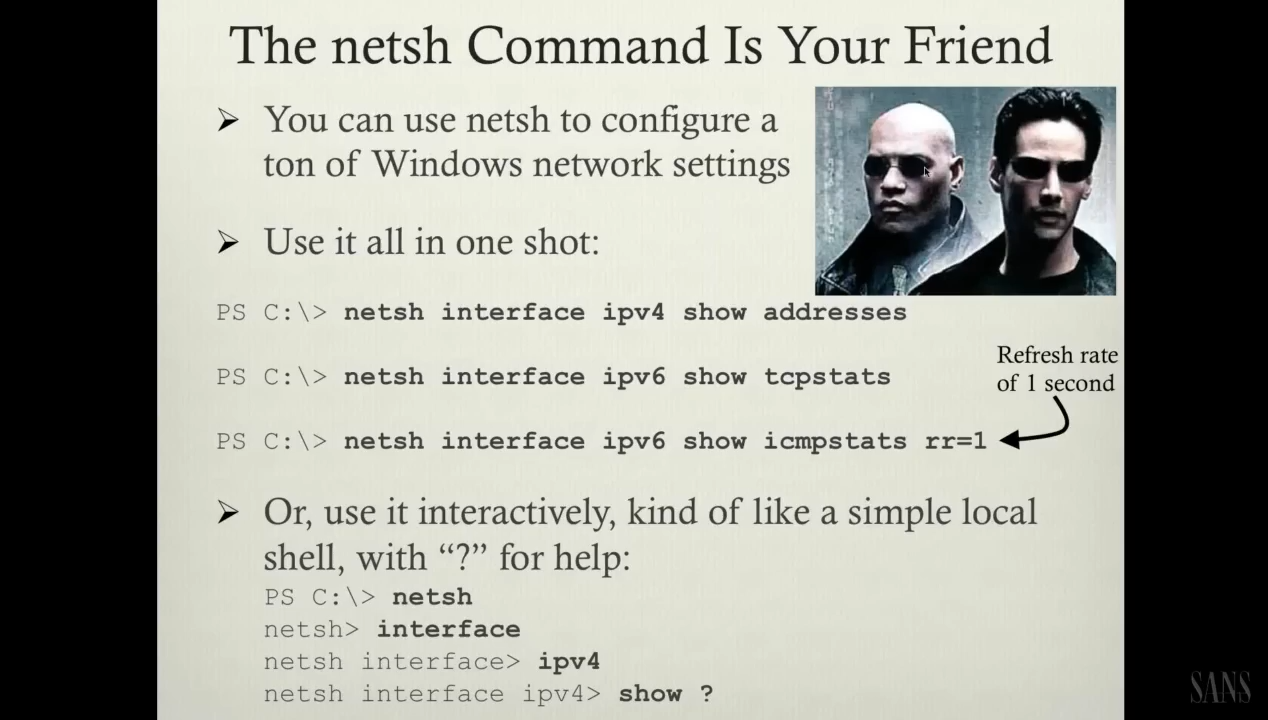 The netsh Command Is Your Friend
➢ You can use netsh to configure a
ton of Windows network settings
➢ Use it all in one shot:
PS C:\> netsh interface ipv4 show addresses
PS C:\> netsh interface ipv6 show tcpstats
Refresh rate
of 1 second
PS C:\> netsh interface ipv6 show icmpstats rr=1
➢ Or, use it interactively, kind of like a simple local
shell, with “?” for help:
PS C:\> netsh
netsh> interface
netsh interface> ipv4
netsh interface ipv4> show ?
SANS